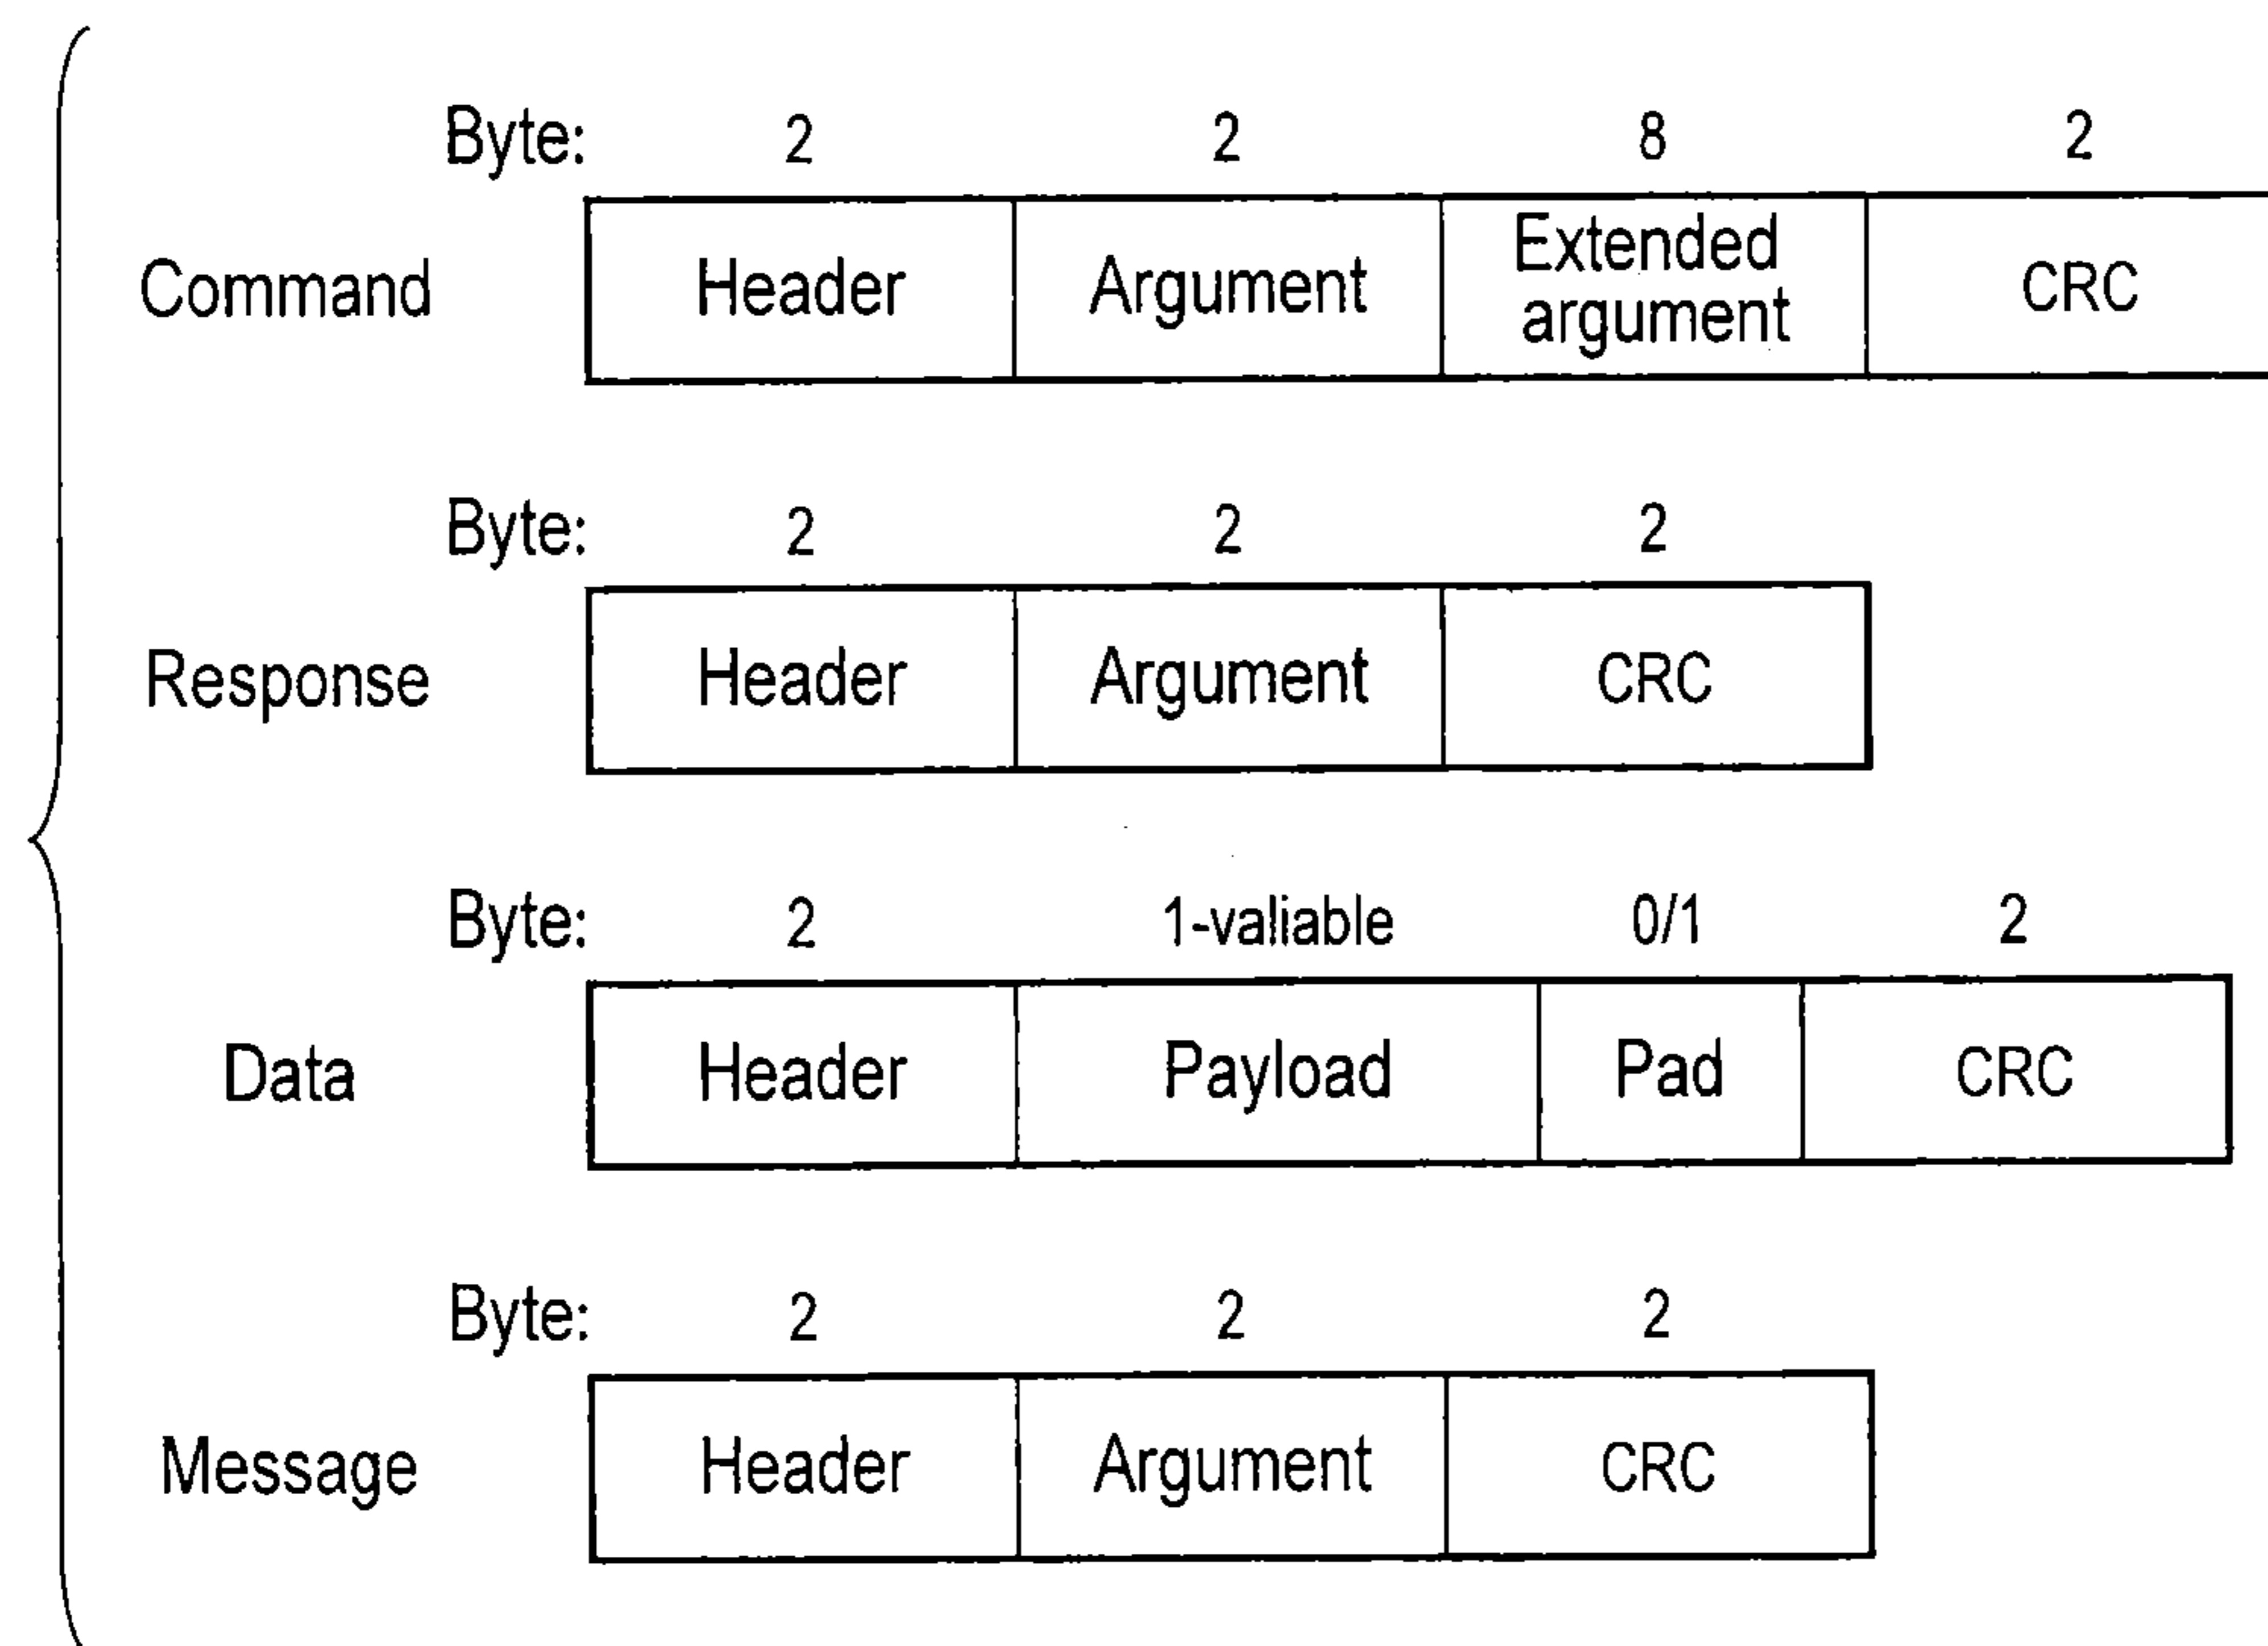 Byte: 2 2 8 2
Command Header Argument Extended argument CRC
Byte: 2 2 2
Response Header Argument CRC
Byte: 2 1-valiable 0/1 2
Data Header Payload Pad CRC
Byte: 2 2 2
Message Header Argument CRC